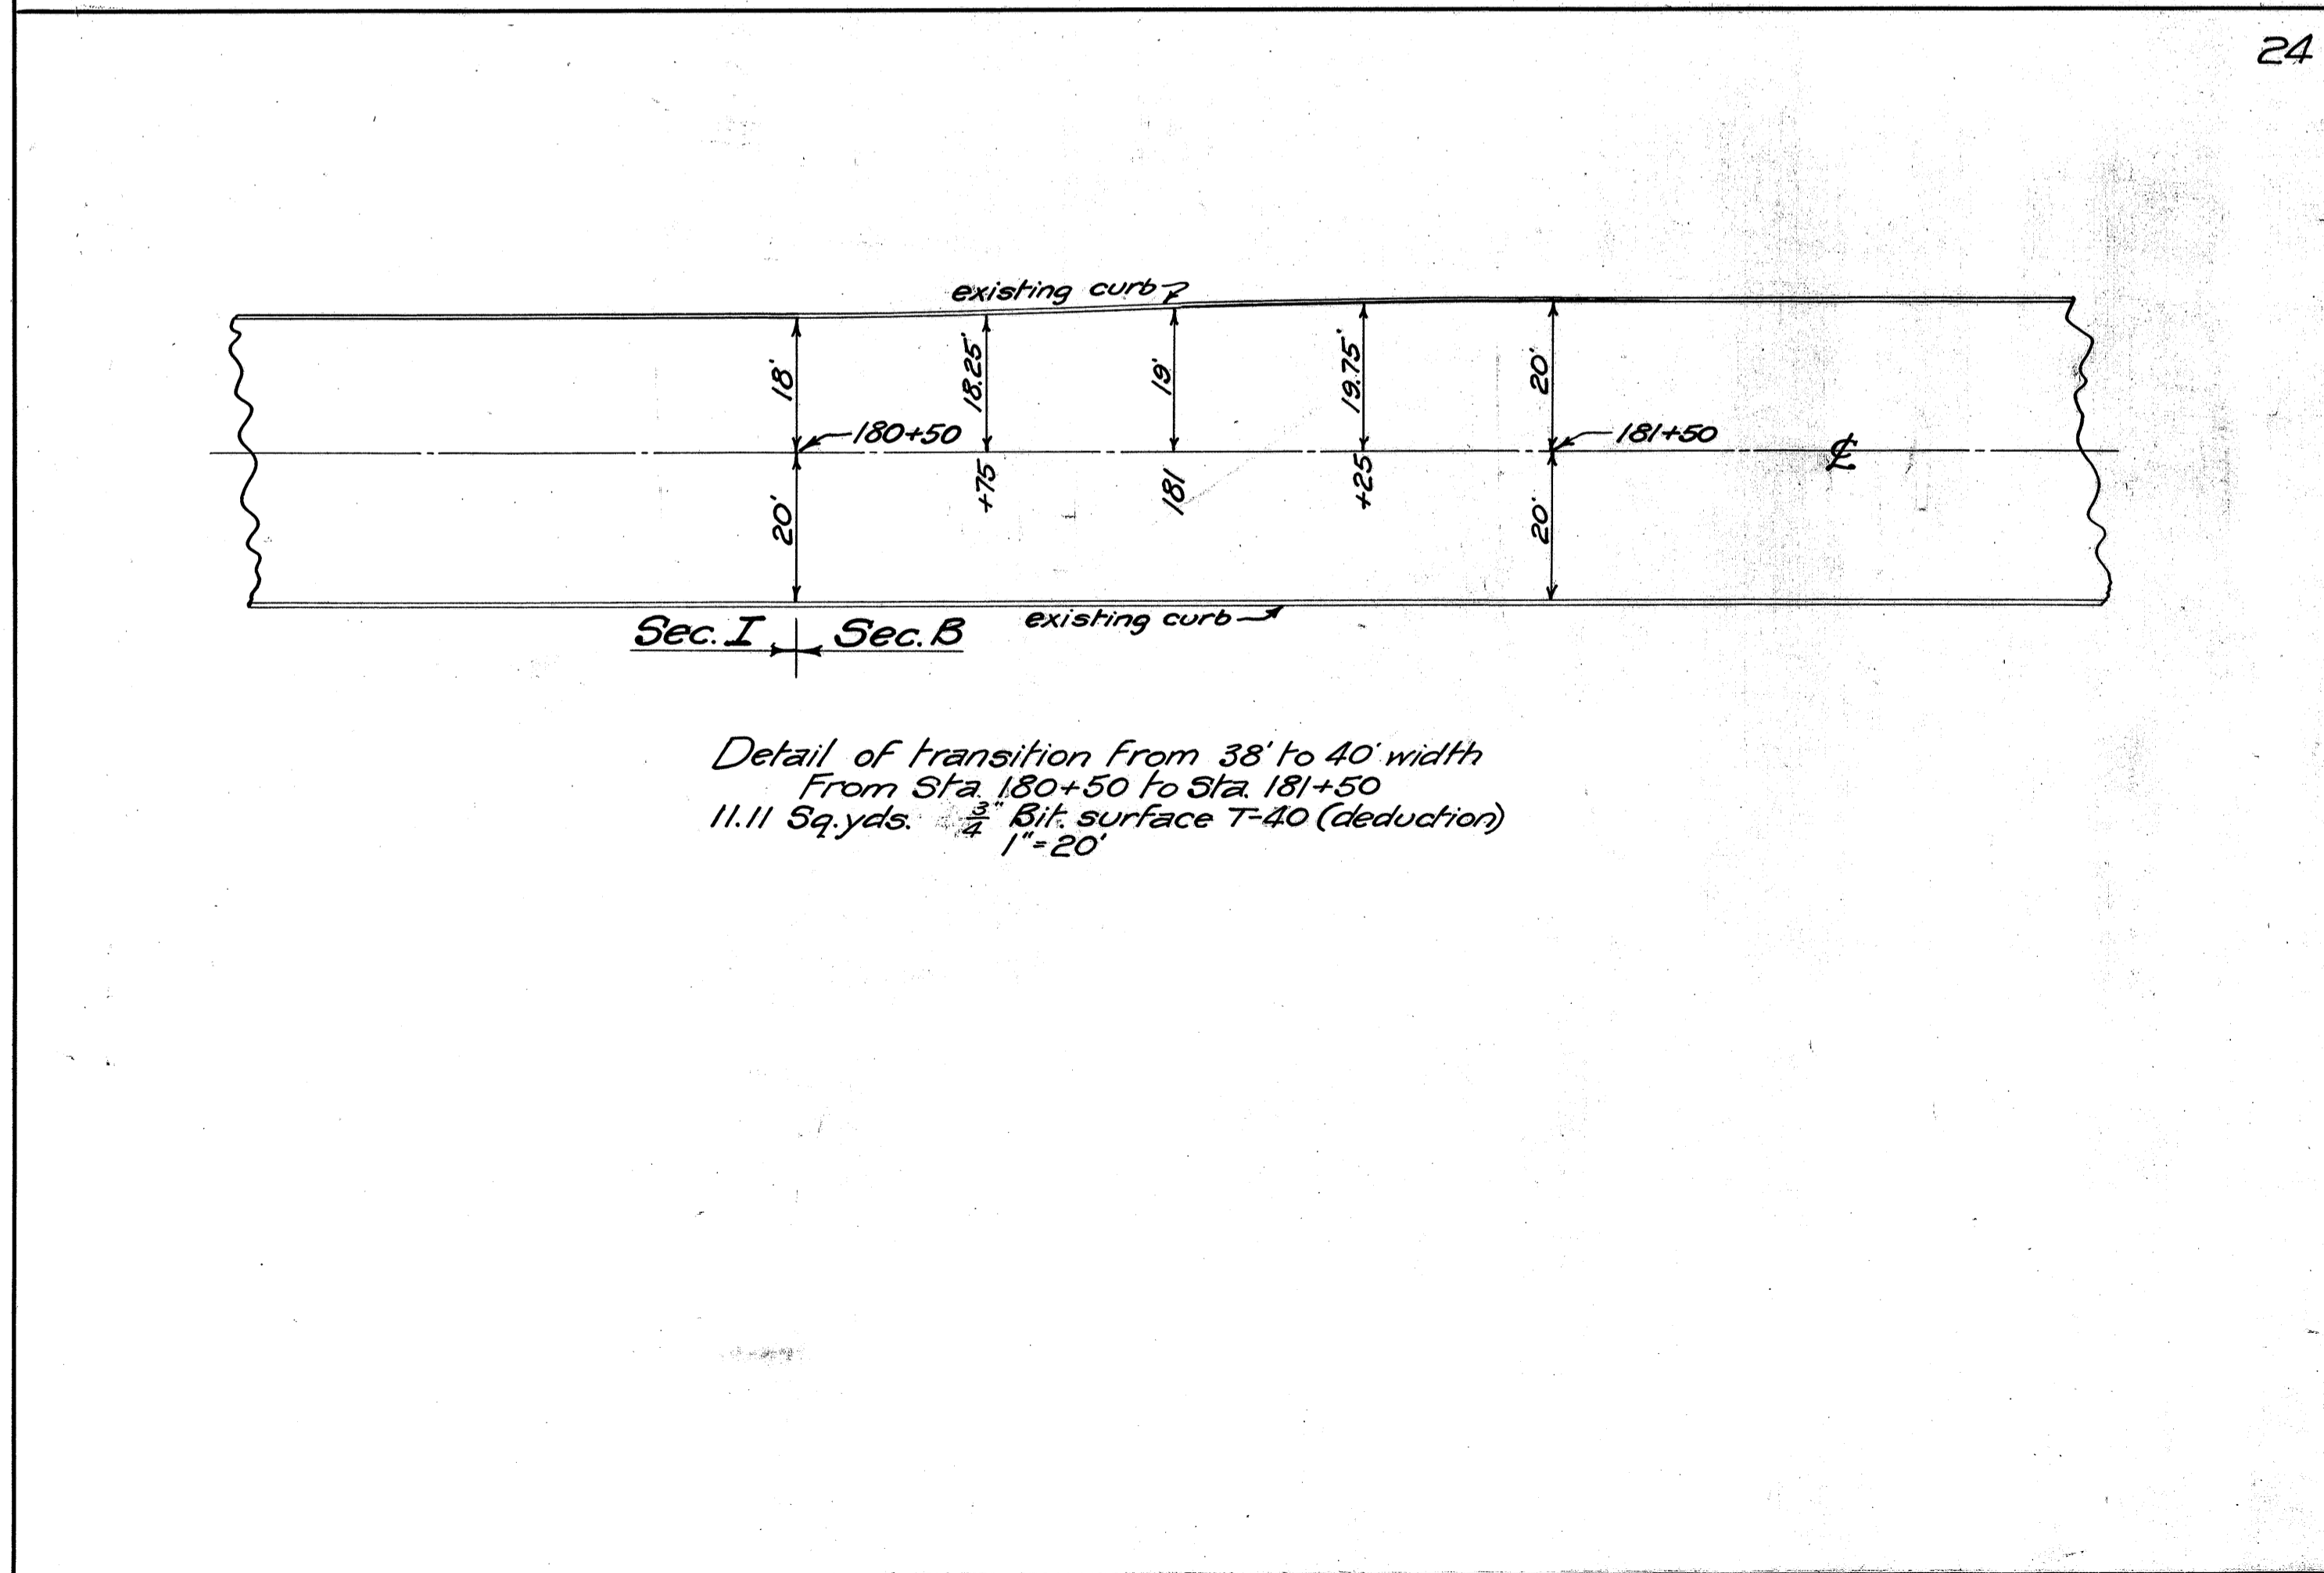 24
existing curb
18'
18.25'
19'
19.75'
20'
180+50
181+50
℄
+75
181
+25
20'
20'
existing curb
Sec. I Sec. B
Detail of transition from 38' to 40' width
From Sta. 180+50 to Sta. 181+50
11.11 Sq.yds. 3/4" Bit. surface T-40 (deduction)
1"=20'